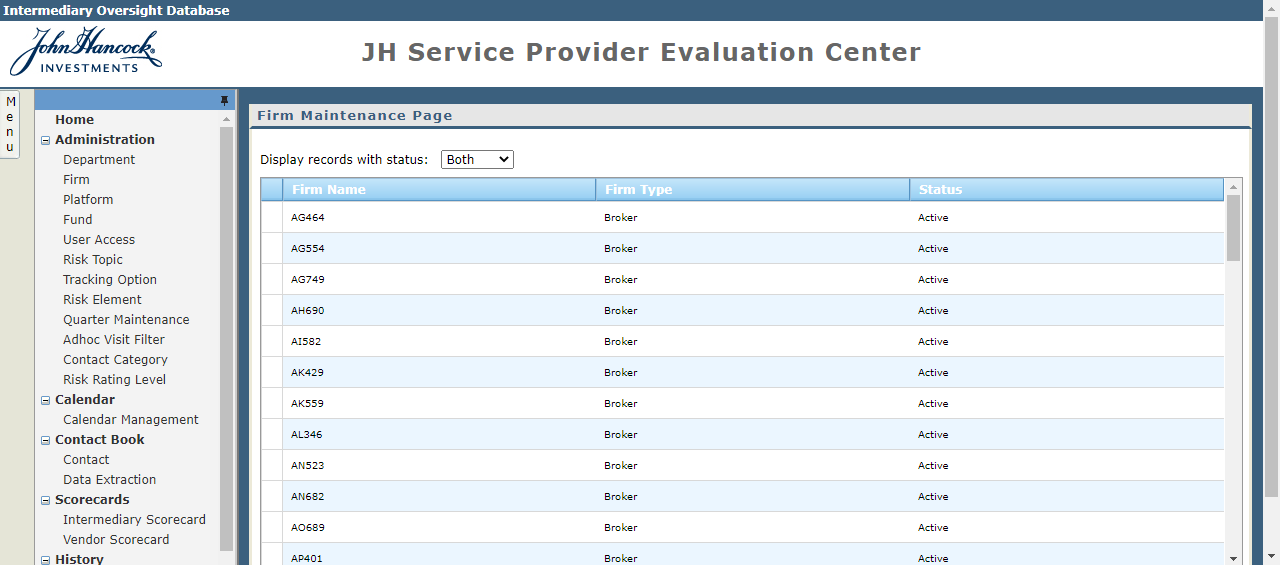 Intermediary Oversight Database
John Hancock
INVESTMENTS
JH Service Provider Evaluation Center
Menu
Home
Administration
Department
Firm
Platform
Fund
User Access
Risk Topic
Tracking Option
Risk Element
Quarter Maintenance
Adhoc Visit Filter
Contact Category
Risk Rating Level
Calendar
Calendar Management
Contact Book
Contact
Data Extraction
Scorecards
Intermediary Scorecard
Vendor Scorecard
History
Firm Maintenance Page
Display records with status: Both
Firm Name Firm Type Status
AG464 Broker Active
AG554 Broker Active
AG749 Broker Active
AH690 Broker Active
AI582 Broker Active
AK429 Broker Active
AK559 Broker Active
AL346 Broker Active
AN523 Broker Active
AN682 Broker Active
AO689 Broker Active
AP401 Broker Active